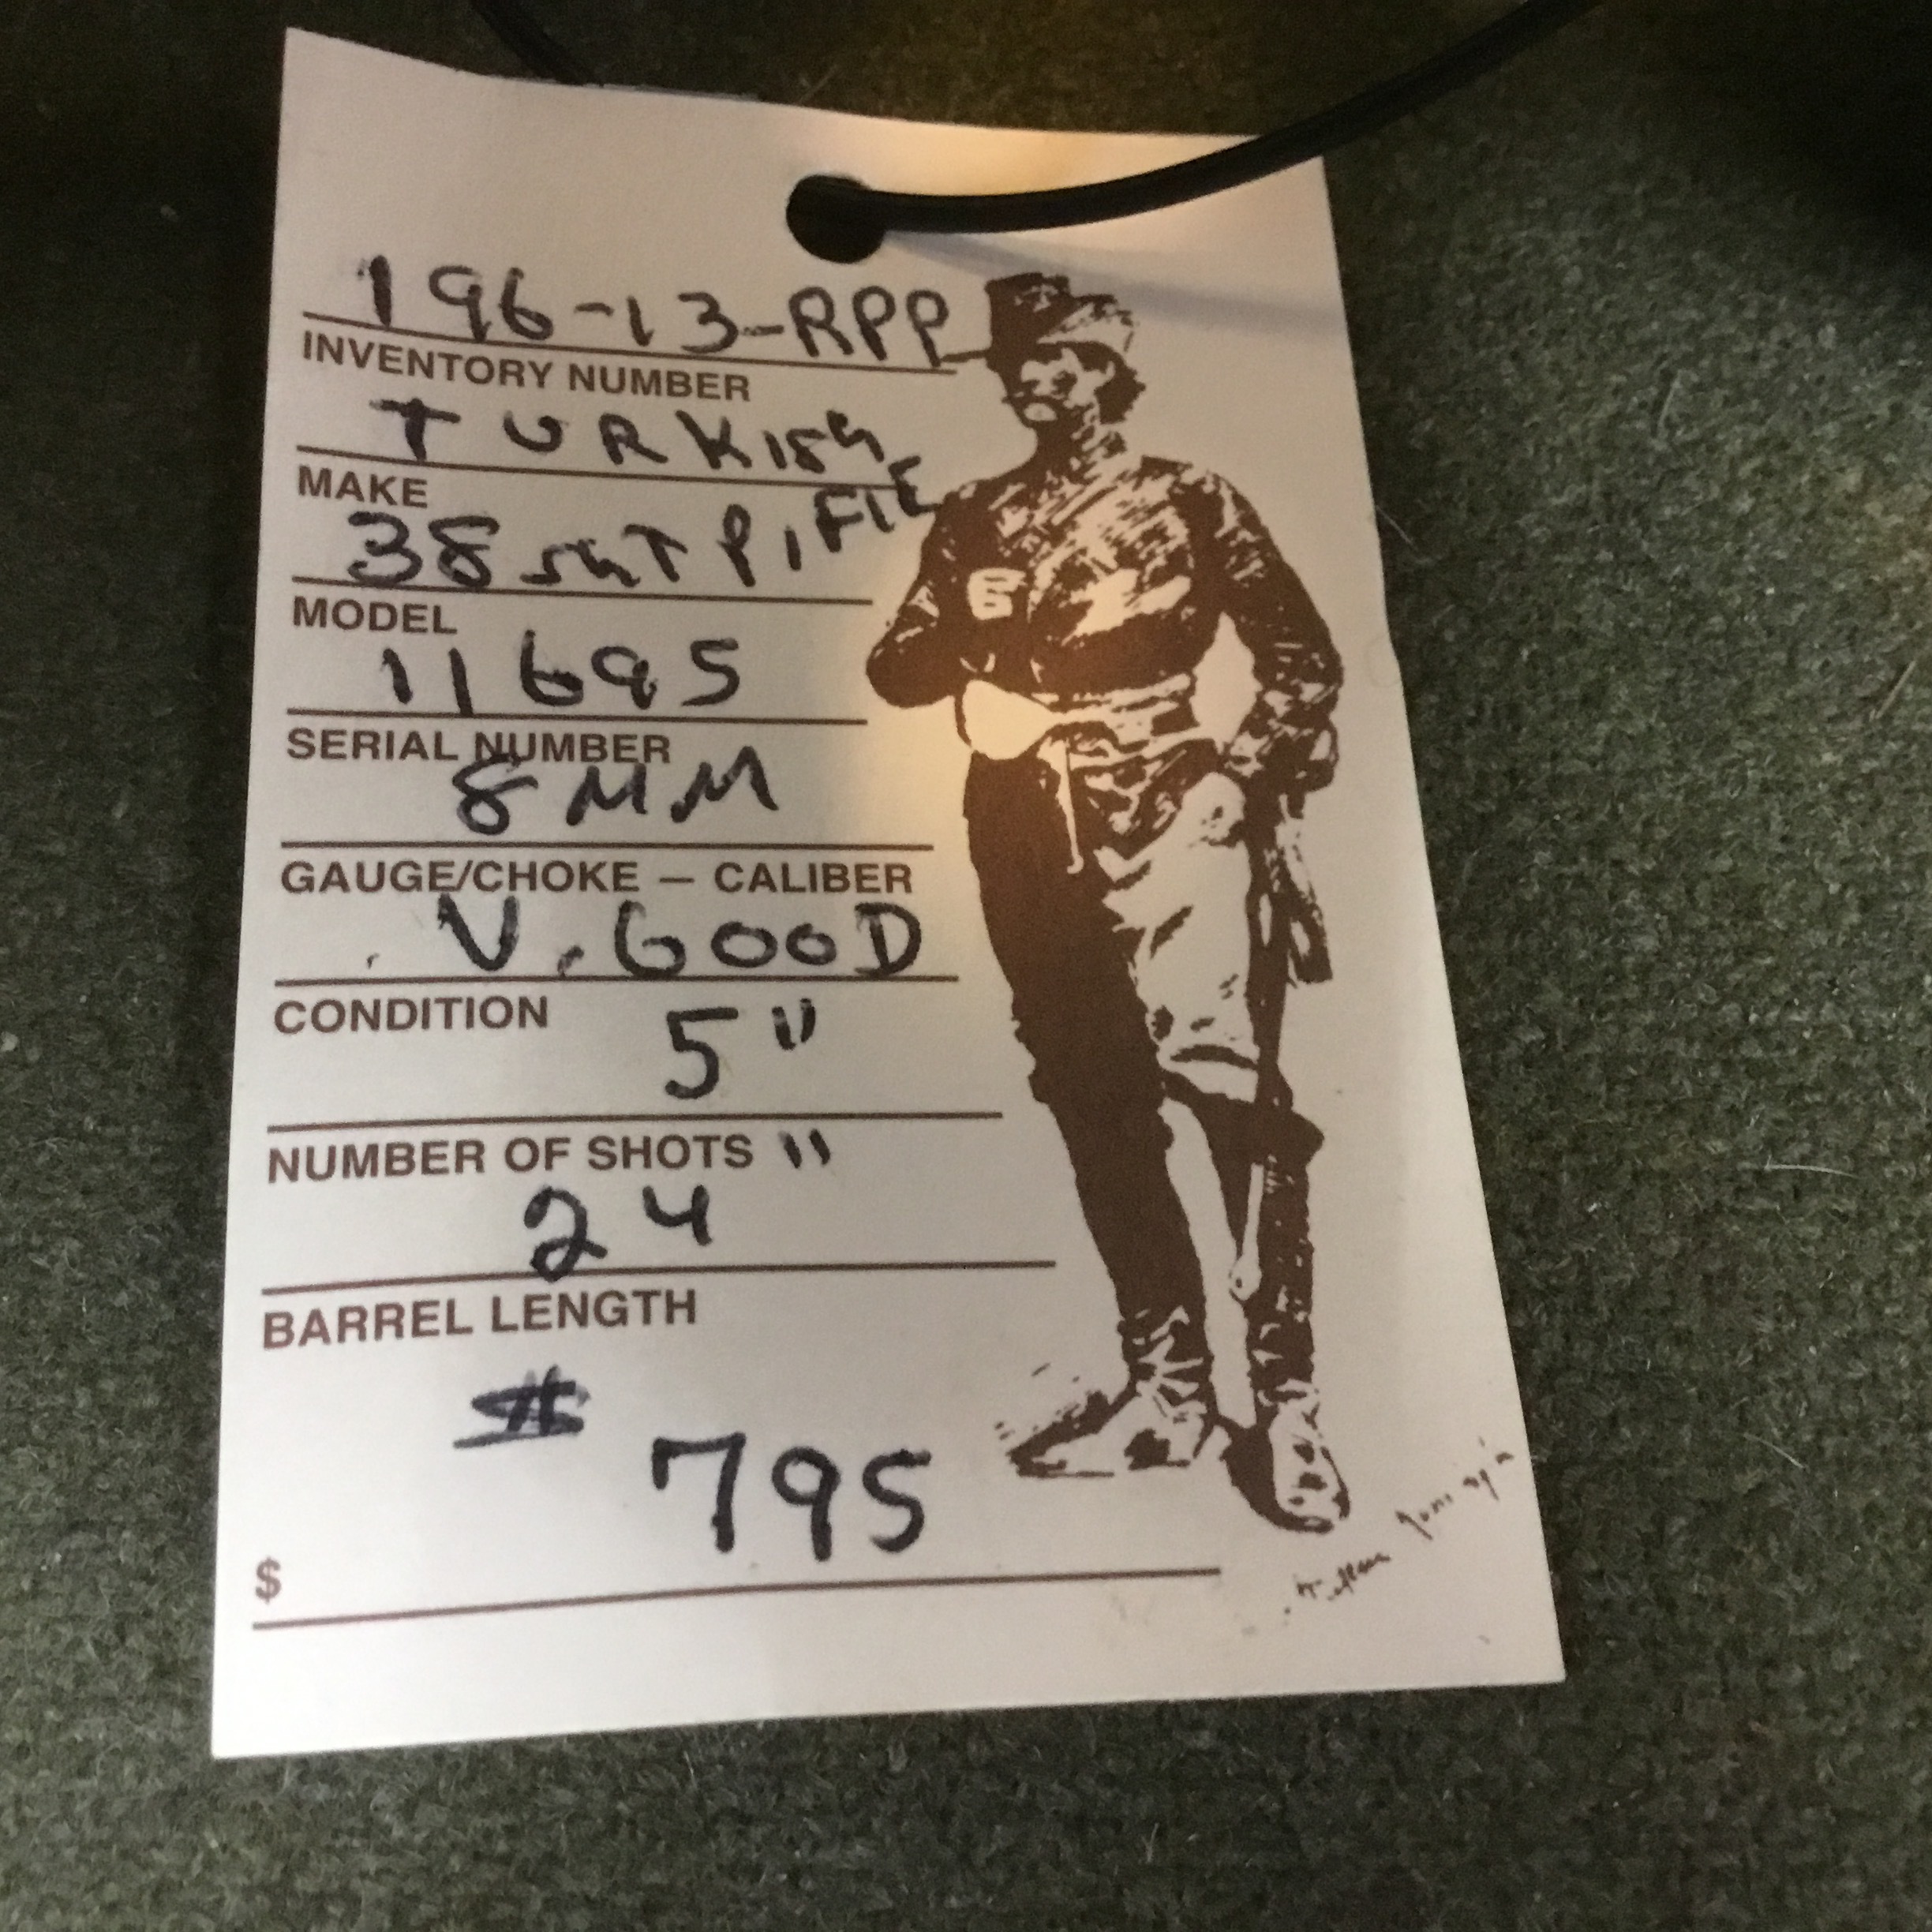 196-13-RPP
INVENTORY NUMBER
TURKISH
MAKE
38 SHT RIFLE
MODEL
11695
SERIAL NUMBER
8MM
GAUGE/CHOKE — CALIBER
V. GOOD
CONDITION
5"
NUMBER OF SHOTS "
24
BARREL LENGTH
795
$